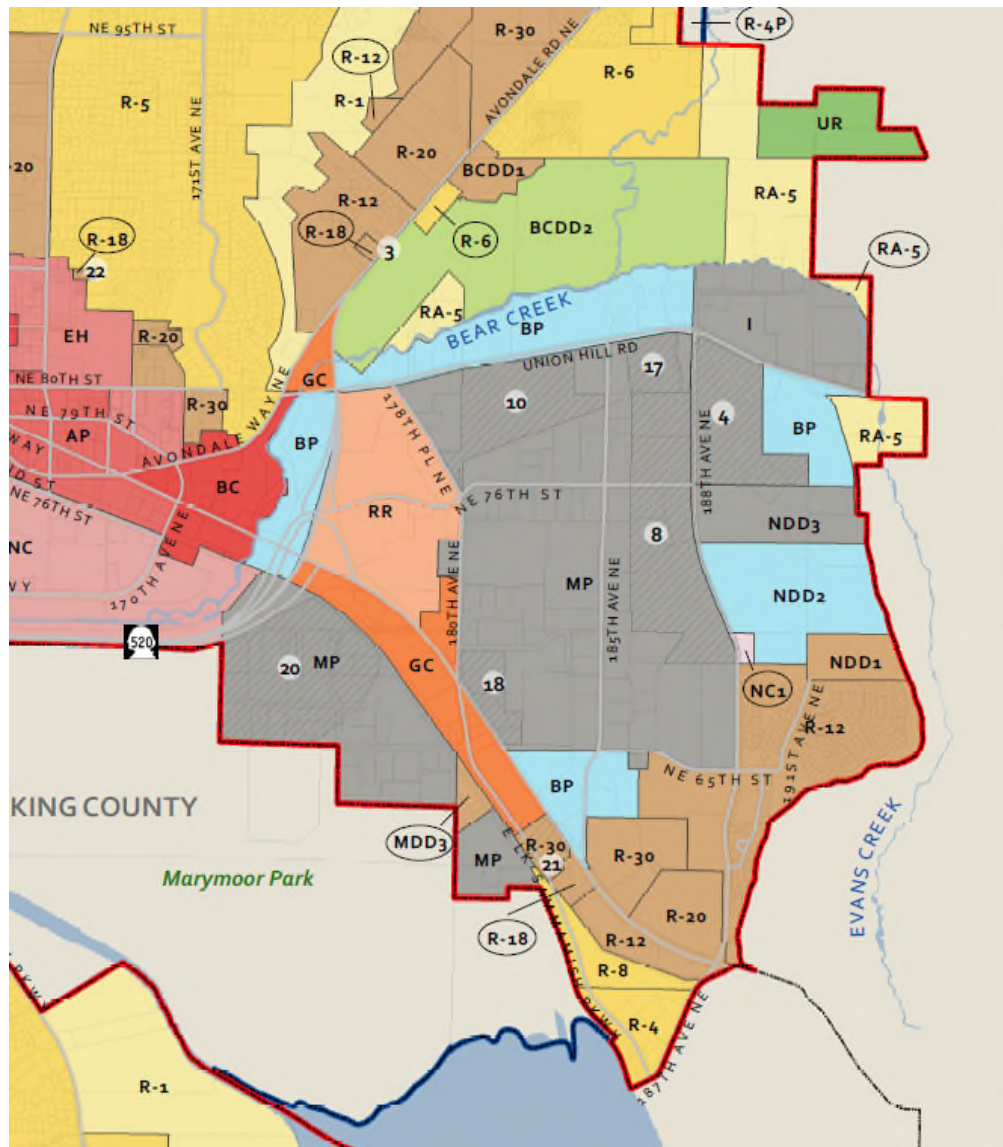 NE 95TH ST
R-30
R-4P
R-12
AVONDALE RD NE
R-6
R-5
R-1
UR
171ST AVE NE
R-20
-20
BCDD1
RA-5
R-12
R-18
R-6
BCDD2
3
R-18
22
RA-5
RA-5
EH
R-20
BEAR CREEK
BP
I
UNION HILL RD
17
NE 80TH ST
GC
R-30
178TH PL NE
10
4
NE 79TH ST
AP
AVONDALE WAY NE
BP
BP
RA-5
WAY
BC
188TH AVE NE
NE 76TH ST
RR
NE 76TH ST
NDD3
8
NC
170TH AVE NE
180TH AVE NE
MP
185TH AVE NE
NDD2
520
20
MP
GC
18
NC1
NDD1
R-12
NE 65TH ST
191ST AVE NE
BP
KING COUNTY
MDD3
MP
R-30
21
R-30
Marymoor Park
EVANS CREEK
R-18
R-20
R-12
E LK SAMMAMISH PKWY
R-8
R-4
187TH AVE NE
PKWY
R-1